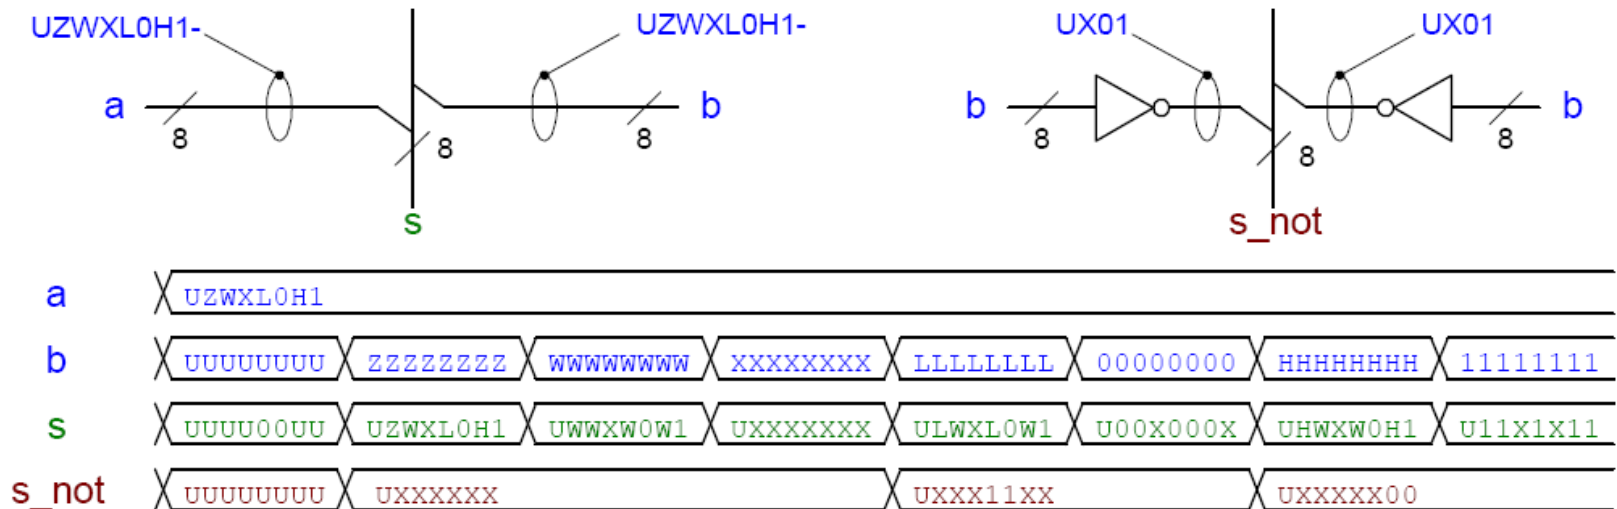 UZWXL0H1- UZWXL0H1- UX01 UX01
a b b b
8 8 8 8 8 8
s s_not
a UZWXL0H1
b UUUUUUUU ZZZZZZZZ WWWWWWWW XXXXXXXX LLLLLLLL 00000000 HHHHHHHH 11111111
s UUUU00UU UZWXL0H1 UWWXW0W1 UXXXXXXX ULWXL0W1 U00X000X UHWXW0H1 U11X1X11
s_not UUUUUUUU UXXXXXX UXXX11XX UXXXXX00